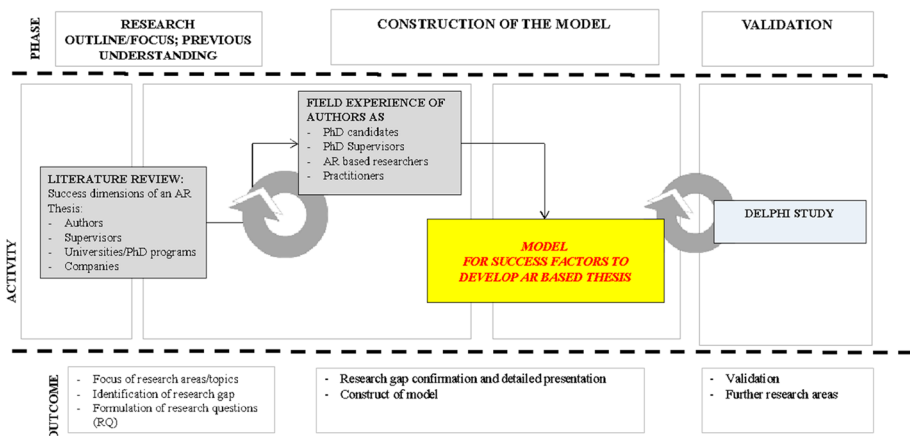 PHASE
RESEARCH
OUTLINE/FOCUS; PREVIOUS
UNDERSTANDING
CONSTRUCTION OF THE MODEL
VALIDATION
ACTIVITY
LITERATURE REVIEW:
Success dimensions of an AR
Thesis:
- Authors
- Supervisors
- Universities/PhD programs
- Companies
FIELD EXPERIENCE OF
AUTHORS AS
- PhD candidates
- PhD Supervisors
- AR based researchers
- Practitioners
MODEL
FOR SUCCESS FACTORS TO
DEVELOP AR BASED THESIS
DELPHI STUDY
OUTCOME
- Focus of research areas/topics
- Identification of research gap
- Formulation of research questions
(RQ)
- Research gap confirmation and detailed presentation
- Construct of model
- Validation
- Further research areas